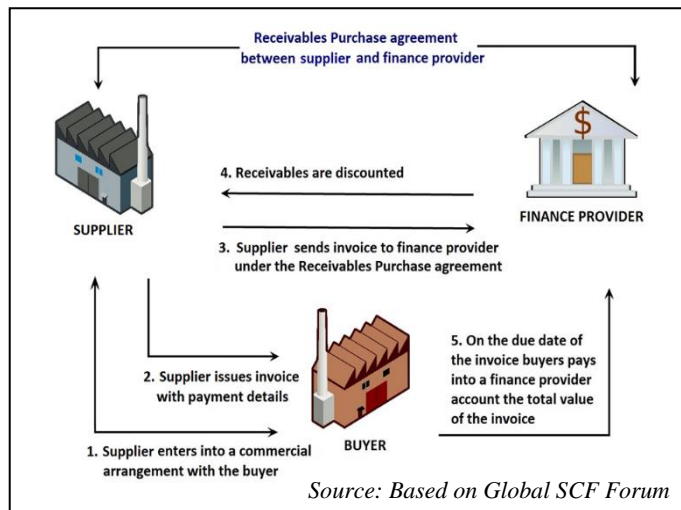 Receivables Purchase agreement
between supplier and finance provider
$
4. Receivables are discounted
SUPPLIER
FINANCE PROVIDER
3. Supplier sends invoice to finance provider
under the Receivables Purchase agreement
2. Supplier issues invoice
with payment details
5. On the due date of
the invoice buyers pays
into a finance provider
account the total value
of the invoice
BUYER
1. Supplier enters into a commercial
arrangement with the buyer
Source: Based on Global SCF Forum